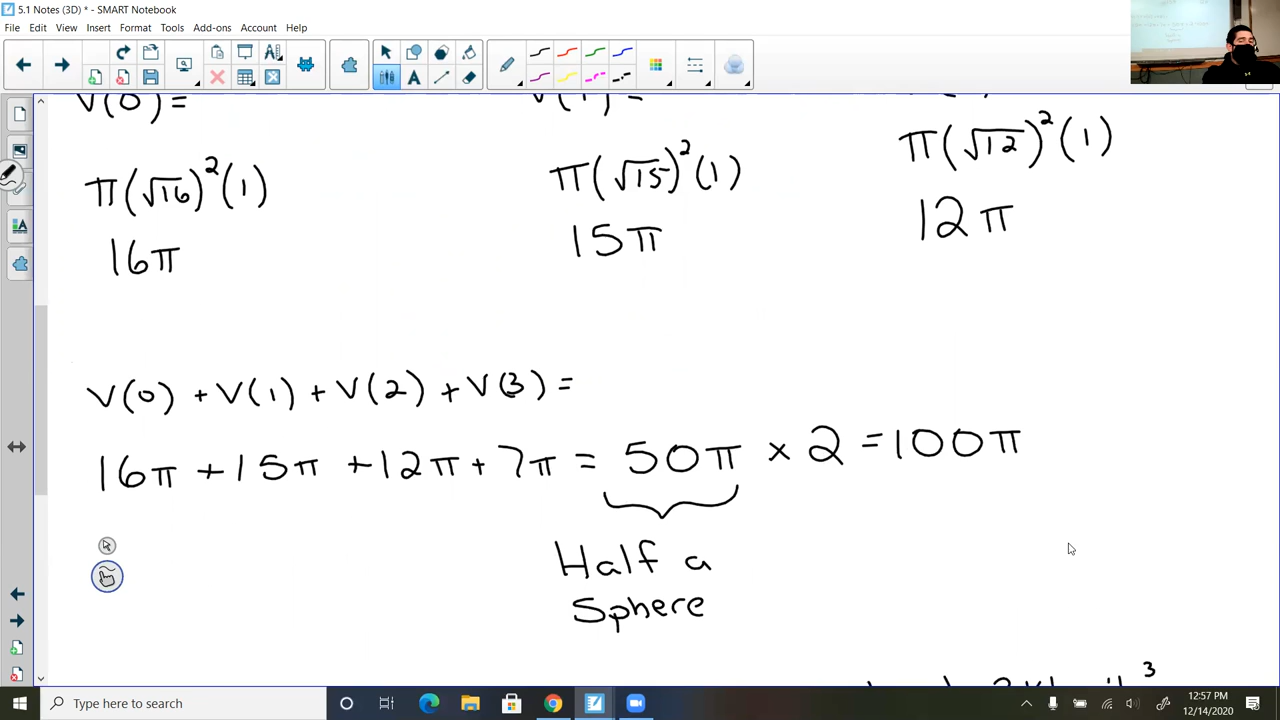 5.1 Notes (3D) * - SMART Notebook
File Edit View Insert Format Tools Add-ons Account Help
V(0) =
π(√16)²(1)
16π
π(√15)²(1)
15π
π(√12)²(1)
12π
V(0) + V(1) + V(2) + V(3) =
16π + 15π + 12π + 7π = 50π × 2 = 100π
Half a
Sphere
3
Type here to search
12:57 PM
12/14/2020